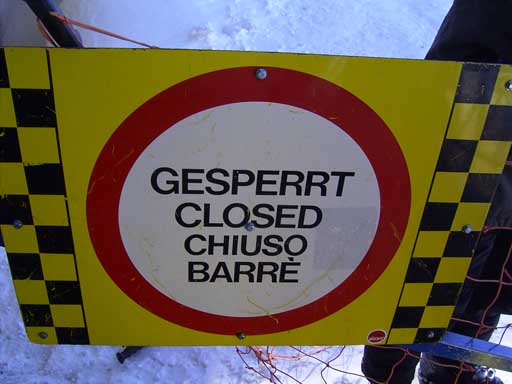 GESPERRT
CLOSED
CHIUSO
BARRÈ